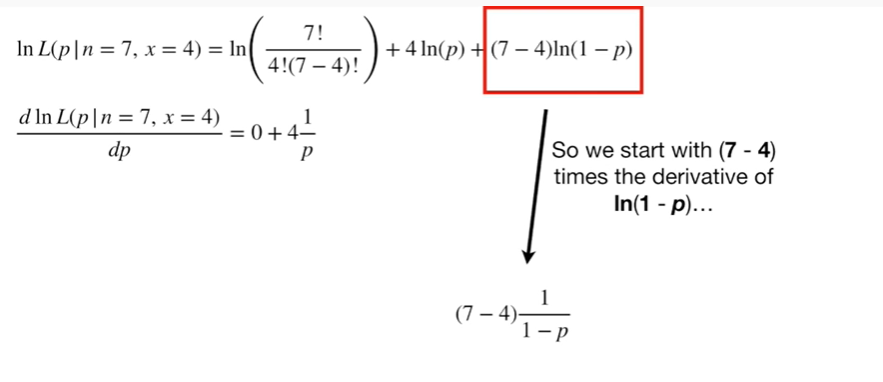 ln L(p|n = 7, x = 4) = ln(7!/4!(7 − 4)!) + 4 ln(p) + (7 − 4)ln(1 − p)
d ln L(p|n = 7, x = 4)/dp = 0 + 4 1/p
So we start with (7 - 4)
times the derivative of
ln(1 - p)...
(7 − 4) 1/1 − p